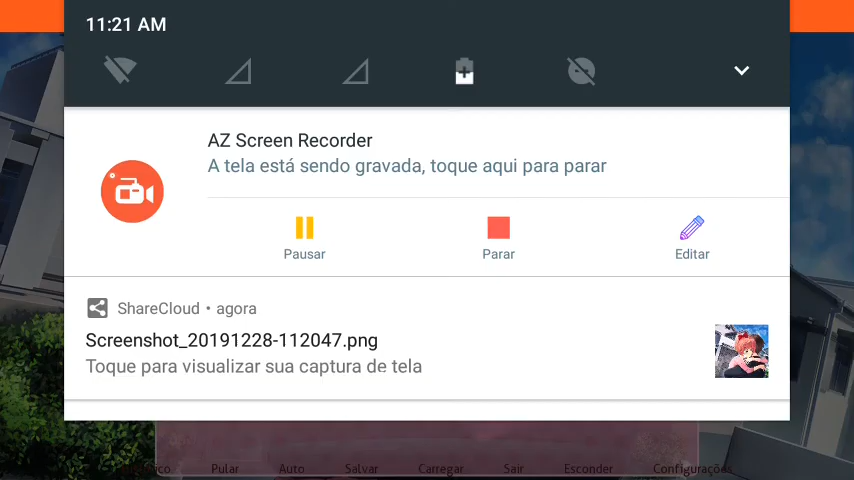 11:21 AM
AZ Screen Recorder
A tela está sendo gravada, toque aqui para parar
Pausar Parar Editar
ShareCloud • agora
Screenshot_20191228-112047.png
Toque para visualizar sua captura de tela
Pular Auto Salvar Carregar Sair Esconder Configurações